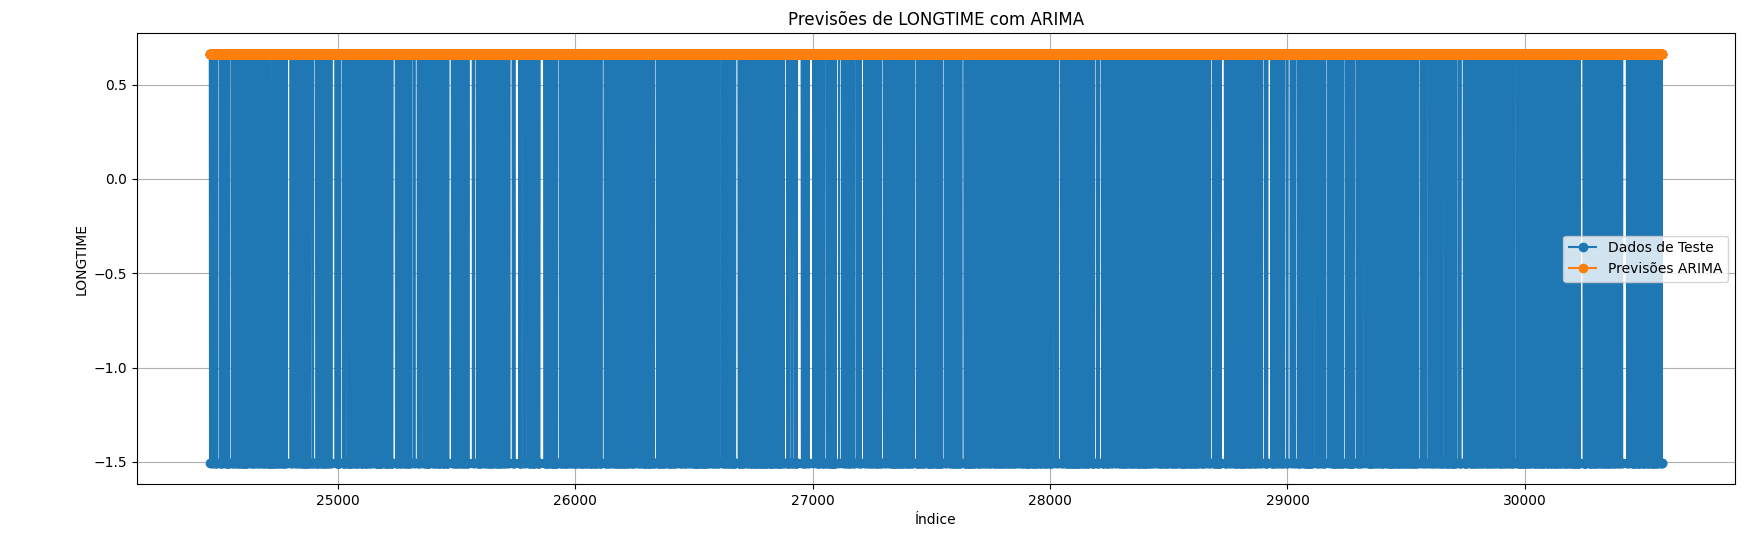 Previsões de LONGTIME com ARIMA
0.5
0.0
−0.5
−1.0
−1.5
LONGTIME
Dados de Teste
Previsões ARIMA
25000 26000 27000 28000 29000 30000
Índice